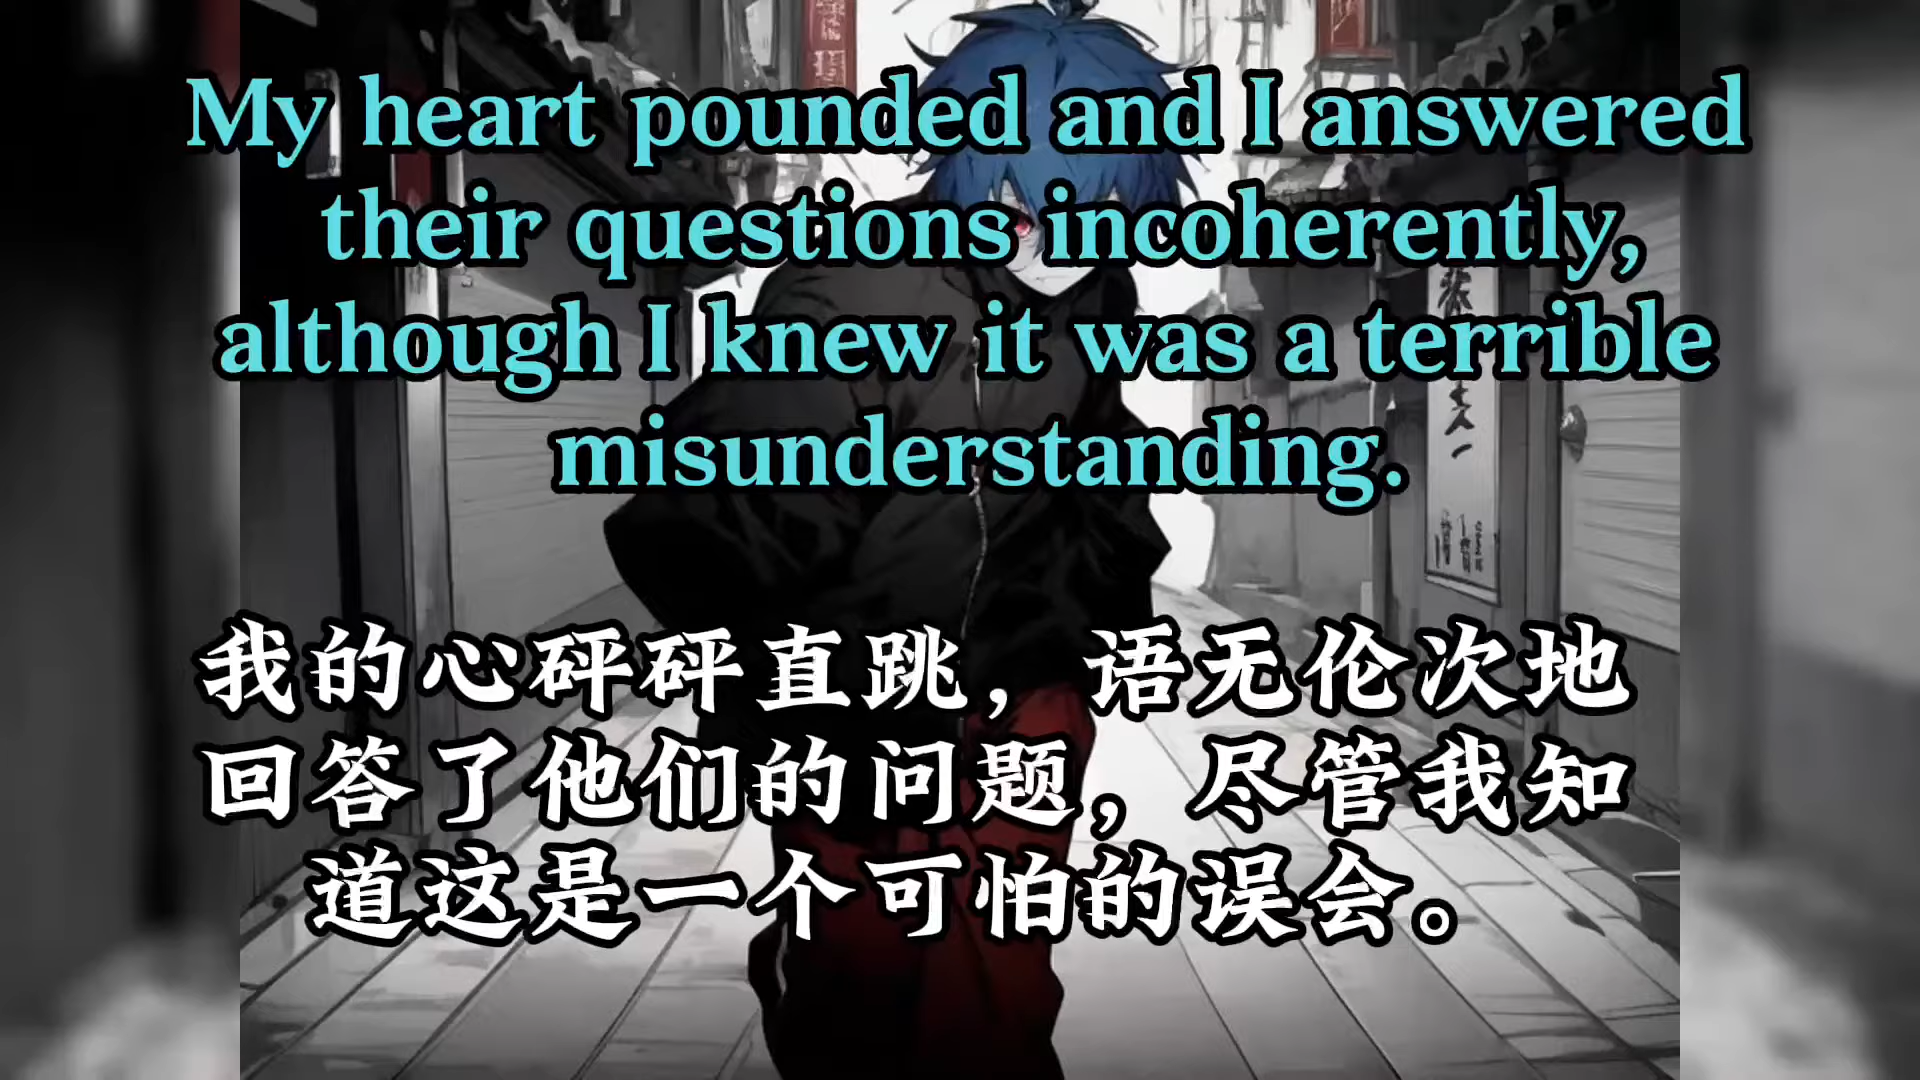 My heart pounded and I answered
their questions incoherently,
although I knew it was a terrible
misunderstanding.
我的心砰砰直跳，语无伦次地
回答了他们的问题，尽管我知
道这是一个可怕的误会。